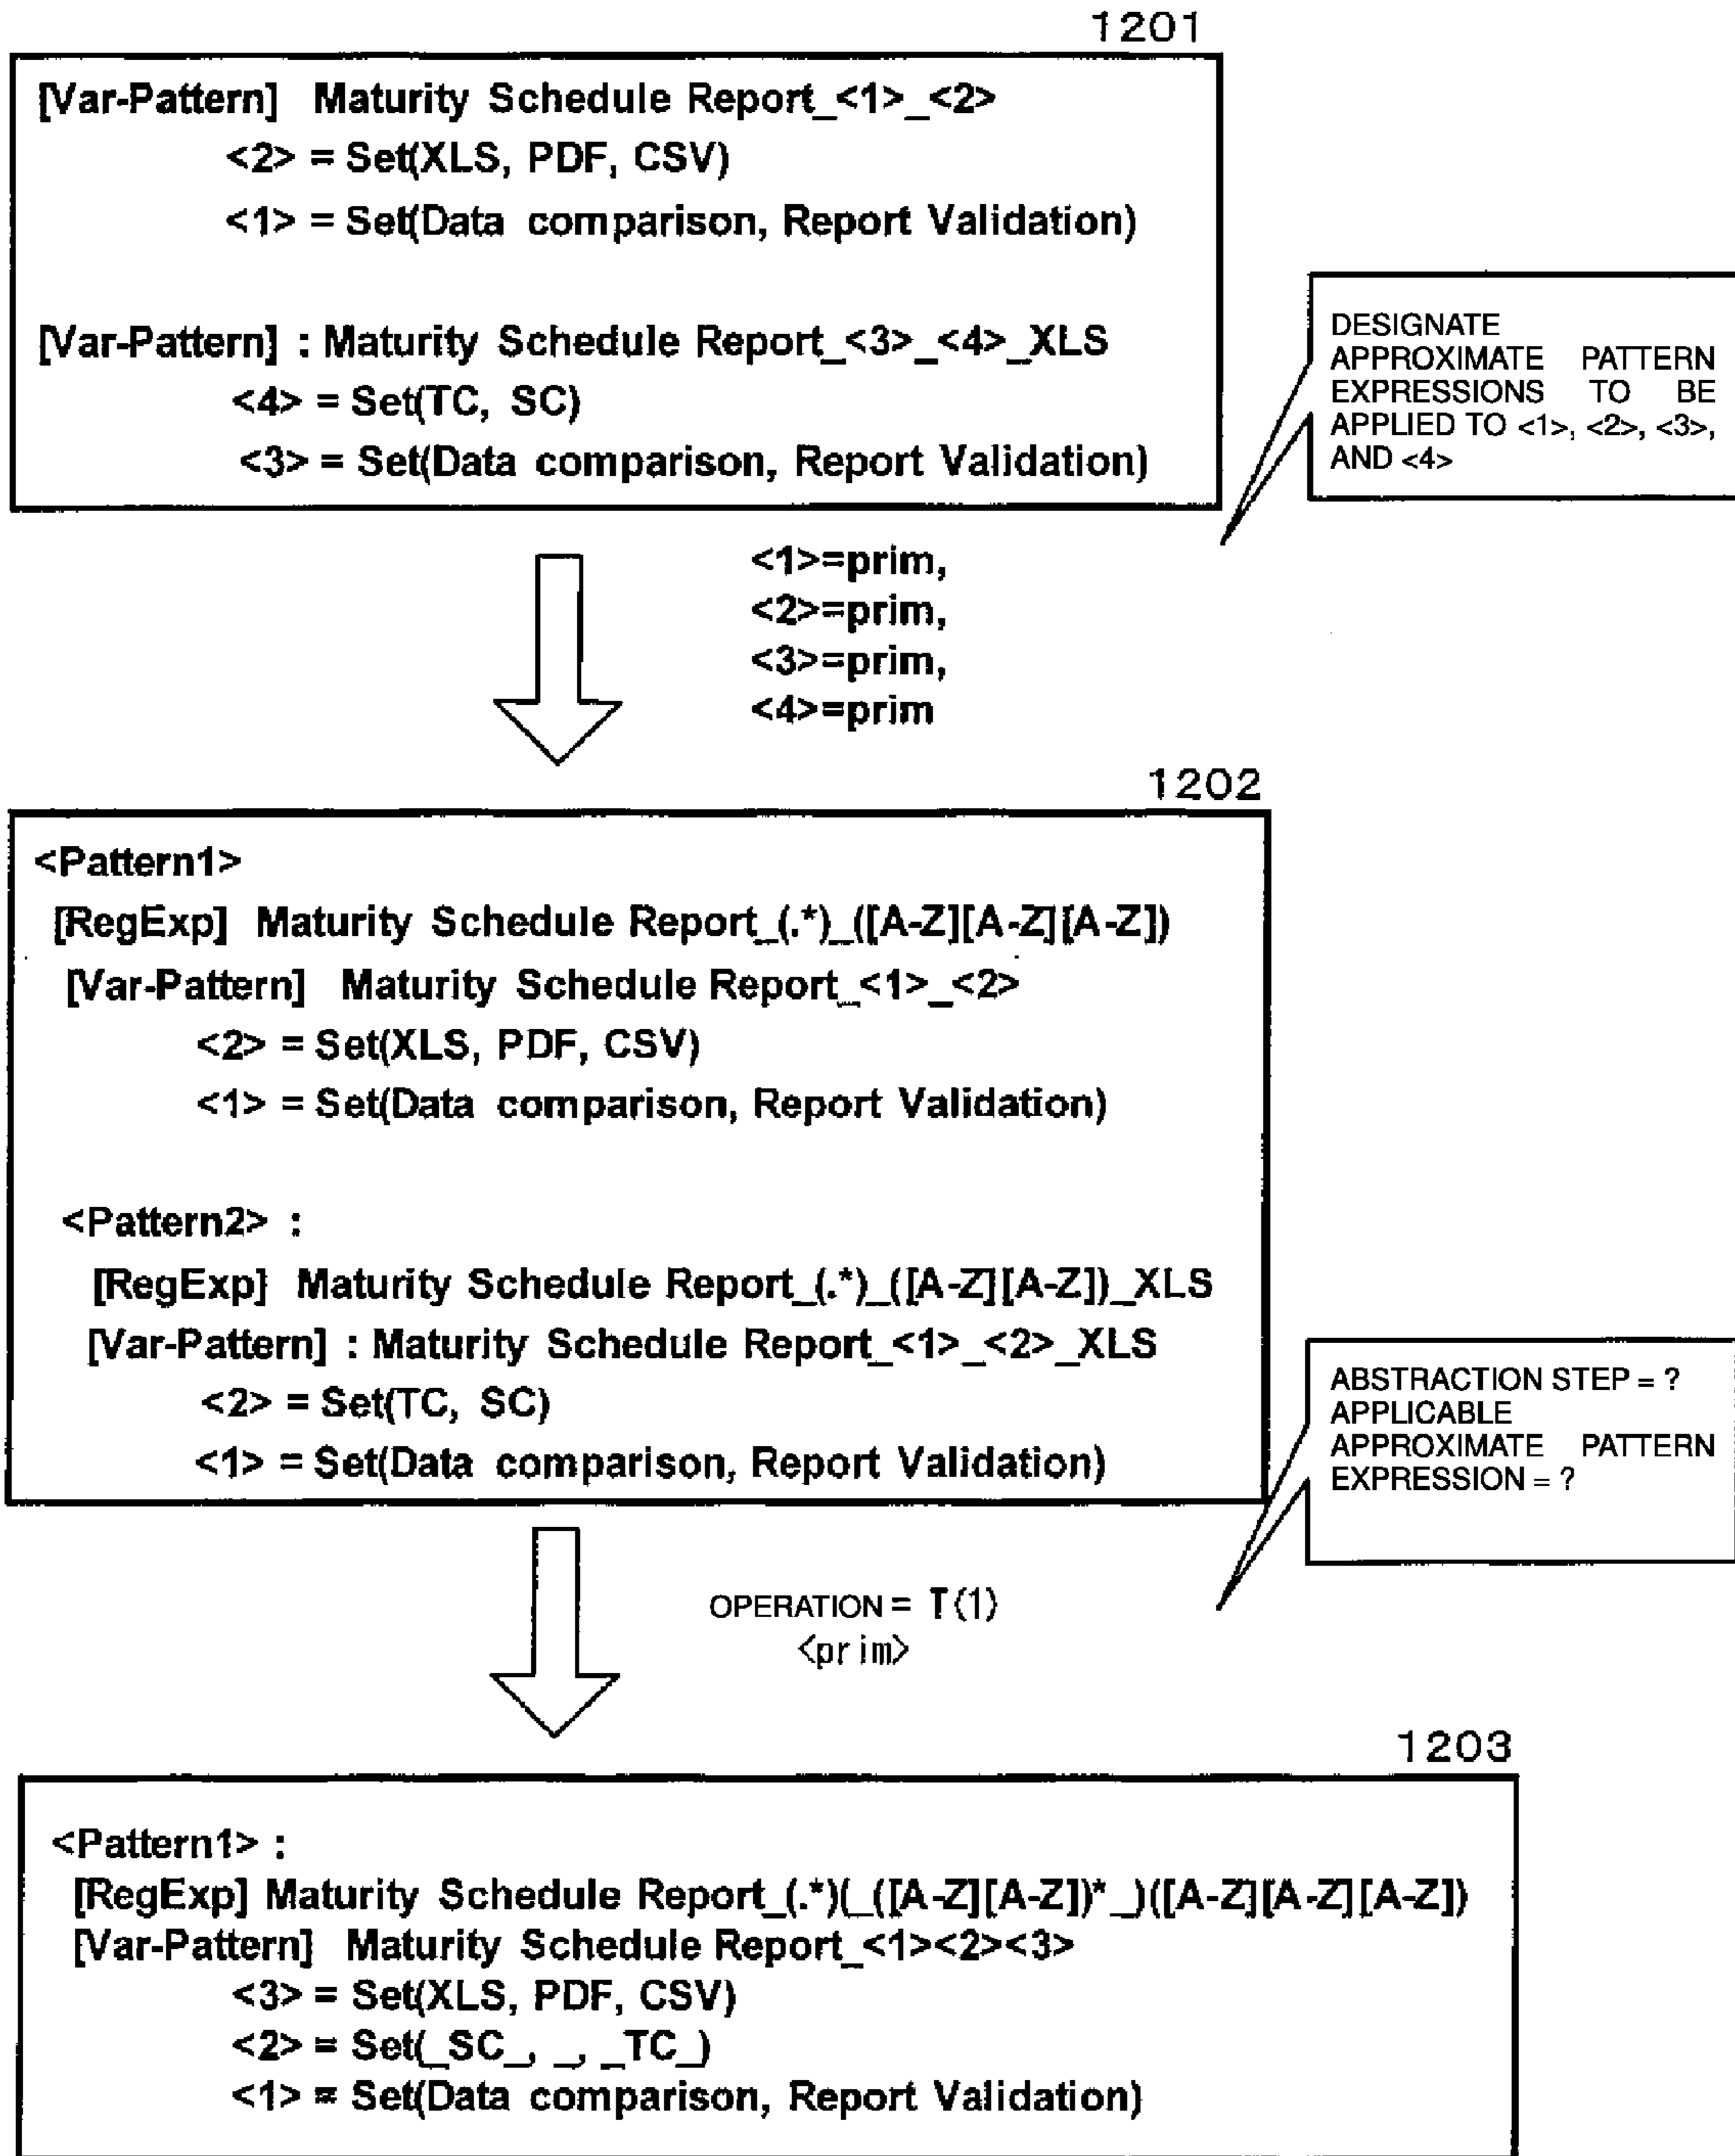 1201
[Var-Pattern] Maturity Schedule Report_<1>_<2>
<2> = Set(XLS, PDF, CSV)
<1> = Set(Data comparison, Report Validation)
[Var-Pattern] : Maturity Schedule Report_<3>_<4>_XLS
<4> = Set(TC, SC)
<3> = Set(Data comparison, Report Validation)
DESIGNATE
APPROXIMATE PATTERN
EXPRESSIONS TO BE
APPLIED TO <1>, <2>, <3>,
AND <4>
<1>=prim,
<2>=prim,
<3>=prim,
<4>=prim
1202
<Pattern1>
[RegExp] Maturity Schedule Report_(.*)_([A-Z][A-Z][A-Z])
[Var-Pattern] Maturity Schedule Report_<1>_<2>
<2> = Set(XLS, PDF, CSV)
<1> = Set(Data comparison, Report Validation)
<Pattern2> :
[RegExp] Maturity Schedule Report_(.*)_([A-Z][A-Z])_XLS
[Var-Pattern] : Maturity Schedule Report_<1>_<2>_XLS
<2> = Set(TC, SC)
<1> = Set(Data comparison, Report Validation)
ABSTRACTION STEP = ?
APPLICABLE
APPROXIMATE PATTERN
EXPRESSION = ?
OPERATION = T(1)
<prim>
1203
<Pattern1> :
[RegExp] Maturity Schedule Report_(.*)(_([A-Z][A-Z])*_)([A-Z][A-Z][A-Z])
[Var-Pattern] Maturity Schedule Report_<1><2><3>
<3> = Set(XLS, PDF, CSV)
<2> = Set(_SC_, _, _TC_)
<1> = Set(Data comparison, Report Validation)